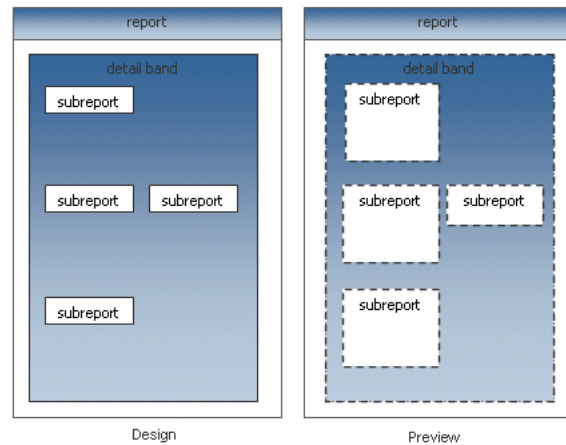 report
detail band
subreport
subreport subreport
subreport
Design
report
detail band
subreport
subreport subreport
subreport
Preview